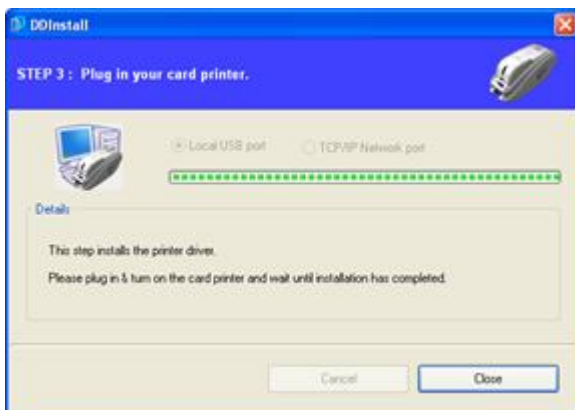 DDInstall
STEP 3 : Plug in your card printer.
Local USB port TCP/IP Network port
Details
This step installs the printer driver.
Please plug in & turn on the card printer and wait until installation has completed.
Cancel Close